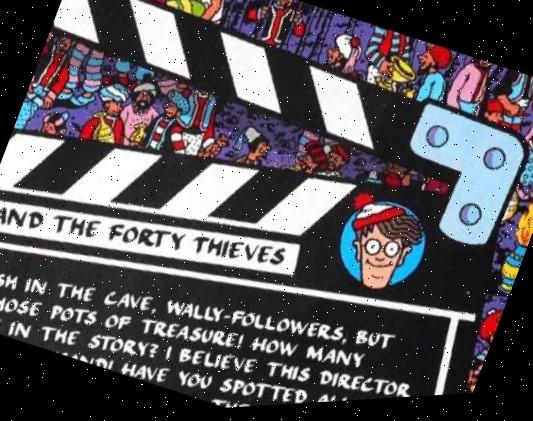 AND THE FORTY THIEVES
SH IN THE CAVE, WALLY-FOLLOWERS, BUT
HOSE POTS OF TREASURE! HOW MANY
IN THE STORY? I BELIEVE THIS DIRECTOR
HAVE YOU SPOTTED